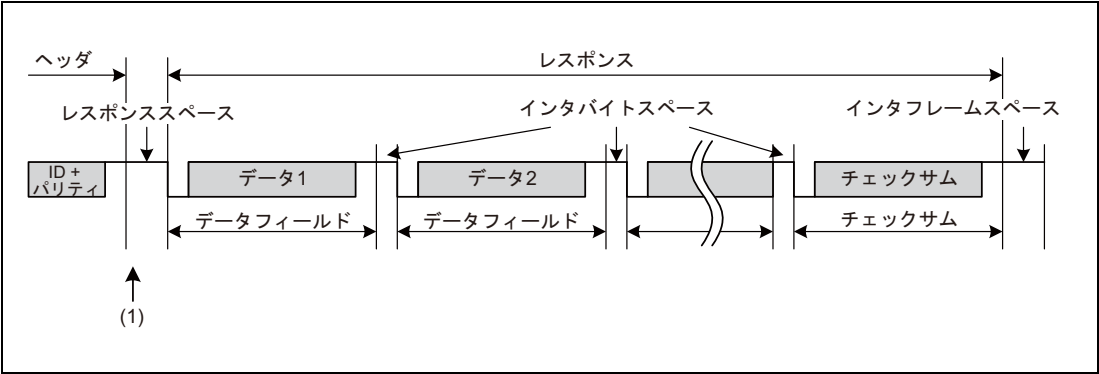 ヘッダ
レスポンス
レスポンススペース
インタバイトスペース
インタフレームスペース
ID +
パリティ
データ1
データ2
チェックサム
データフィールド
データフィールド
チェックサム
(1)